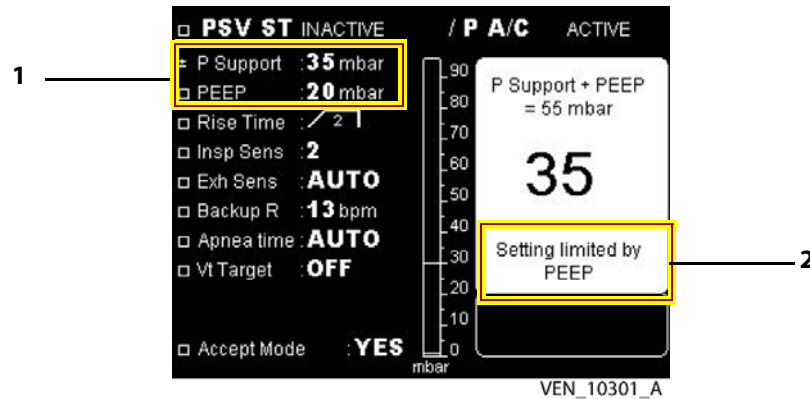 PSV ST INACTIVE / P A/C ACTIVE
1
P Support :35 mbar
PEEP :20 mbar
Rise Time : 2
Insp Sens :2
Exh Sens :AUTO
Backup R :13 bpm
Apnea time :AUTO
Vt Target :OFF
Accept Mode :YES
90
80
70
60
50
40
30
20
10
0
mbar
P Support + PEEP
= 55 mbar
35
Setting limited by
PEEP
2
VEN_10301_A